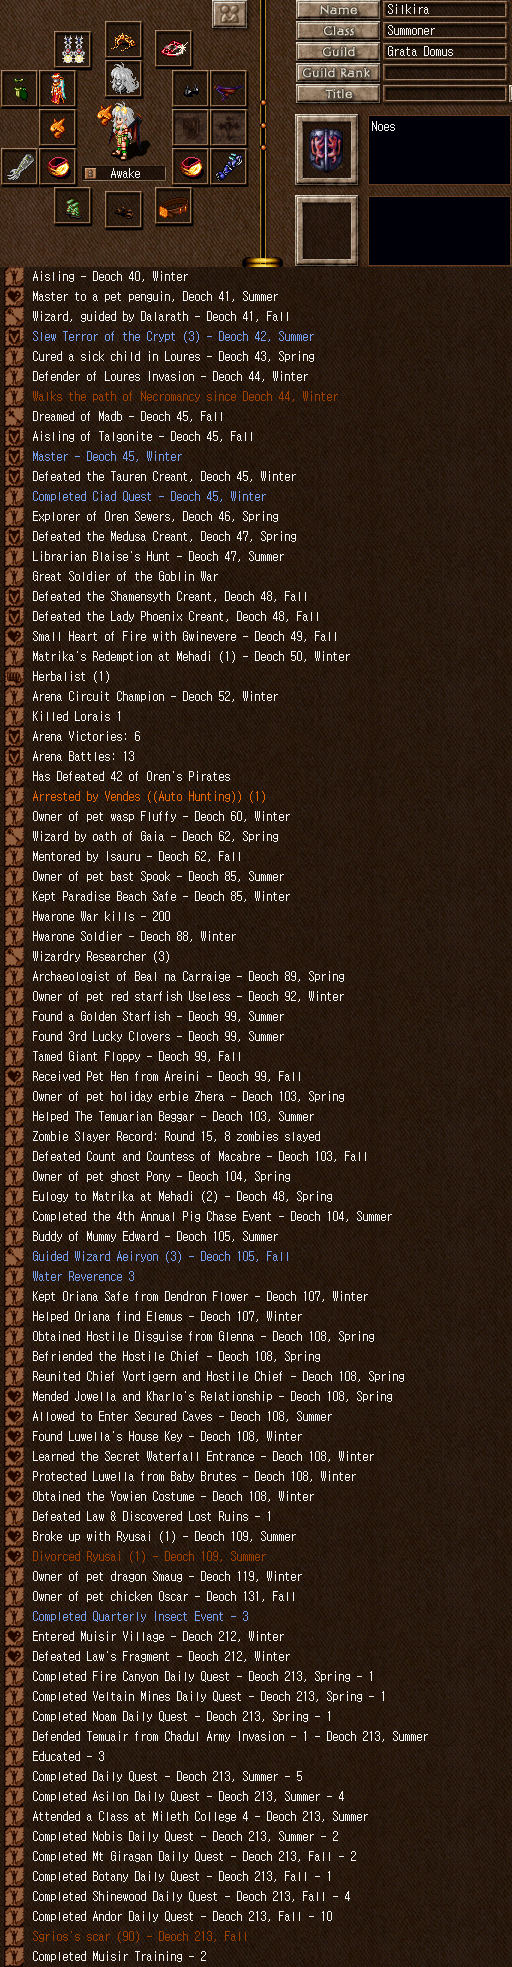 Name Silkira
Class Summoner
Guild Grata Domus
Guild Rank
Title
Noes
Awake
Aisling - Deoch 40, Winter
Master to a pet penguin, Deoch 41, Summer
Wizard, guided by Dalarath - Deoch 41, Fall
Slew Terror of the Crypt (3) - Deoch 42, Summer
Cured a sick child in Loures - Deoch 43, Spring
Defender of Loures Invasion - Deoch 44, Winter
Walks the path of Necromancy since Deoch 44, Winter
Dreamed of Madb - Deoch 45, Fall
Aisling of Talgonite - Deoch 45, Fall
Master - Deoch 45, Winter
Defeated the Tauren Creant, Deoch 45, Winter
Completed Ciad Quest - Deoch 45, Winter
Explorer of Oren Sewers, Deoch 46, Spring
Defeated the Medusa Creant, Deoch 47, Spring
Librarian Blaise's Hunt - Deoch 47, Summer
Great Soldier of the Goblin War
Defeated the Shamensyth Creant, Deoch 48, Fall
Defeated the Lady Phoenix Creant, Deoch 48, Fall
Small Heart of Fire with Gwinevere - Deoch 49, Fall
Matrika's Redemption at Mehadi (1) - Deoch 50, Winter
Herbalist (1)
Arena Circuit Champion - Deoch 52, Winter
Killed Lorais 1
Arena Victories: 6
Arena Battles: 13
Has Defeated 42 of Oren's Pirates
Arrested by Vendes ((Auto Hunting)) (1)
Owner of pet wasp Fluffy - Deoch 60, Winter
Wizard by oath of Gaia - Deoch 62, Spring
Mentored by Isauru - Deoch 62, Fall
Owner of pet bast Spook - Deoch 85, Summer
Kept Paradise Beach Safe - Deoch 85, Winter
Hwarone War kills - 200
Hwarone Soldier - Deoch 88, Winter
Wizardry Researcher (3)
Archaeologist of Beal na Carraige - Deoch 89, Spring
Owner of pet red starfish Useless - Deoch 92, Winter
Found a Golden Starfish - Deoch 99, Summer
Found 3rd Lucky Clovers - Deoch 99, Summer
Tamed Giant Floppy - Deoch 99, Fall
Received Pet Hen from Areini - Deoch 99, Fall
Owner of pet holiday erbie Zhera - Deoch 103, Spring
Helped The Temuarian Beggar - Deoch 103, Summer
Zombie Slayer Record: Round 15, 8 zombies slayed
Defeated Count and Countess of Macabre - Deoch 103, Fall
Owner of pet ghost Pony - Deoch 104, Spring
Eulogy to Matrika at Mehadi (2) - Deoch 48, Spring
Completed the 4th Annual Pig Chase Event - Deoch 104, Summer
Buddy of Mummy Edward - Deoch 105, Summer
Guided Wizard Aeiryon (3) - Deoch 105, Fall
Water Reverence 3
Kept Oriana Safe from Dendron Flower - Deoch 107, Winter
Helped Oriana find Elemus - Deoch 107, Winter
Obtained Hostile Disguise from Glenna - Deoch 108, Spring
Befriended the Hostile Chief - Deoch 108, Spring
Reunited Chief Vortigern and Hostile Chief - Deoch 108, Spring
Mended Jowella and Kharlo's Relationship - Deoch 108, Spring
Allowed to Enter Secured Caves - Deoch 108, Summer
Found Luwella's House Key - Deoch 108, Winter
Learned the Secret Waterfall Entrance - Deoch 108, Winter
Protected Luwella from Baby Brutes - Deoch 108, Winter
Obtained the Yowien Costume - Deoch 108, Winter
Defeated Law & Discovered Lost Ruins - 1
Broke up with Ryusai (1) - Deoch 109, Summer
Divorced Ryusai (1) - Deoch 109, Summer
Owner of pet dragon Smaug - Deoch 119, Winter
Owner of pet chicken Oscar - Deoch 131, Fall
Completed Quarterly Insect Event - 3
Entered Muisir Village - Deoch 212, Winter
Defeated Law's Fragment - Deoch 212, Winter
Completed Fire Canyon Daily Quest - Deoch 213, Spring - 1
Completed Veltain Mines Daily Quest - Deoch 213, Spring - 1
Completed Noam Daily Quest - Deoch 213, Spring - 1
Defended Temuair from Chadul Army Invasion - 1 - Deoch 213, Summer
Educated - 3
Completed Daily Quest - Deoch 213, Summer - 5
Completed Asilon Daily Quest - Deoch 213, Summer - 4
Attended a Class at Mileth College 4 - Deoch 213, Summer
Completed Nobis Daily Quest - Deoch 213, Summer - 2
Completed Mt Giragan Daily Quest - Deoch 213, Fall - 2
Completed Botany Daily Quest - Deoch 213, Fall - 1
Completed Shinewood Daily Quest - Deoch 213, Fall - 4
Completed Andor Daily Quest - Deoch 213, Fall - 10
Sgrios's scar (90) - Deoch 213, Fall
Completed Muisir Training - 2